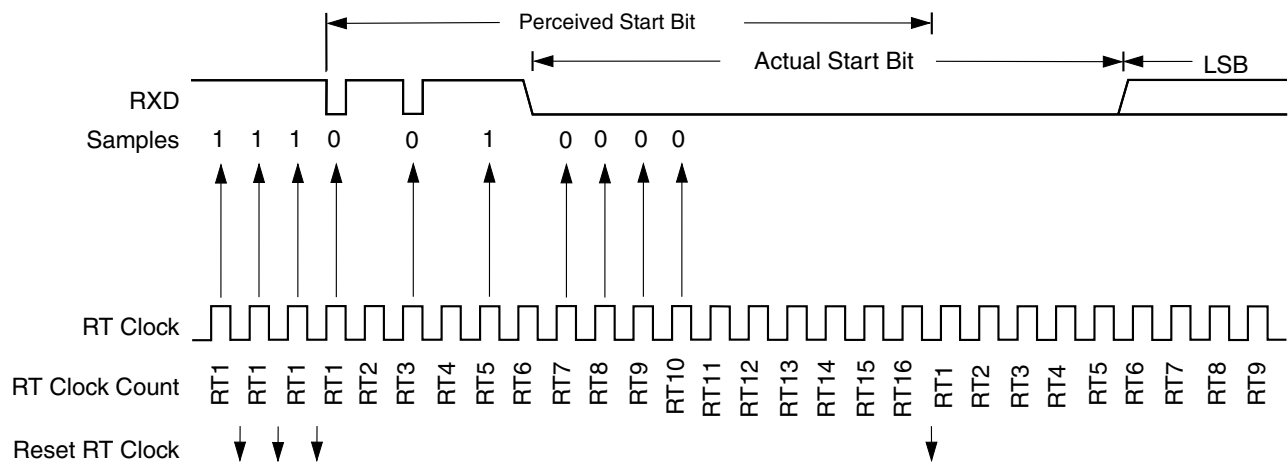 Perceived Start Bit
Actual Start Bit
LSB
RXD
Samples 1 1 1 0 0 1 0 0 0 0
RT Clock
RT Clock Count RT1 RT1 RT1 RT1 RT2 RT3 RT4 RT5 RT6 RT7 RT8 RT9 RT10 RT11 RT12 RT13 RT14 RT15 RT16 RT1 RT2 RT3 RT4 RT5 RT6 RT7 RT8 RT9
Reset RT Clock